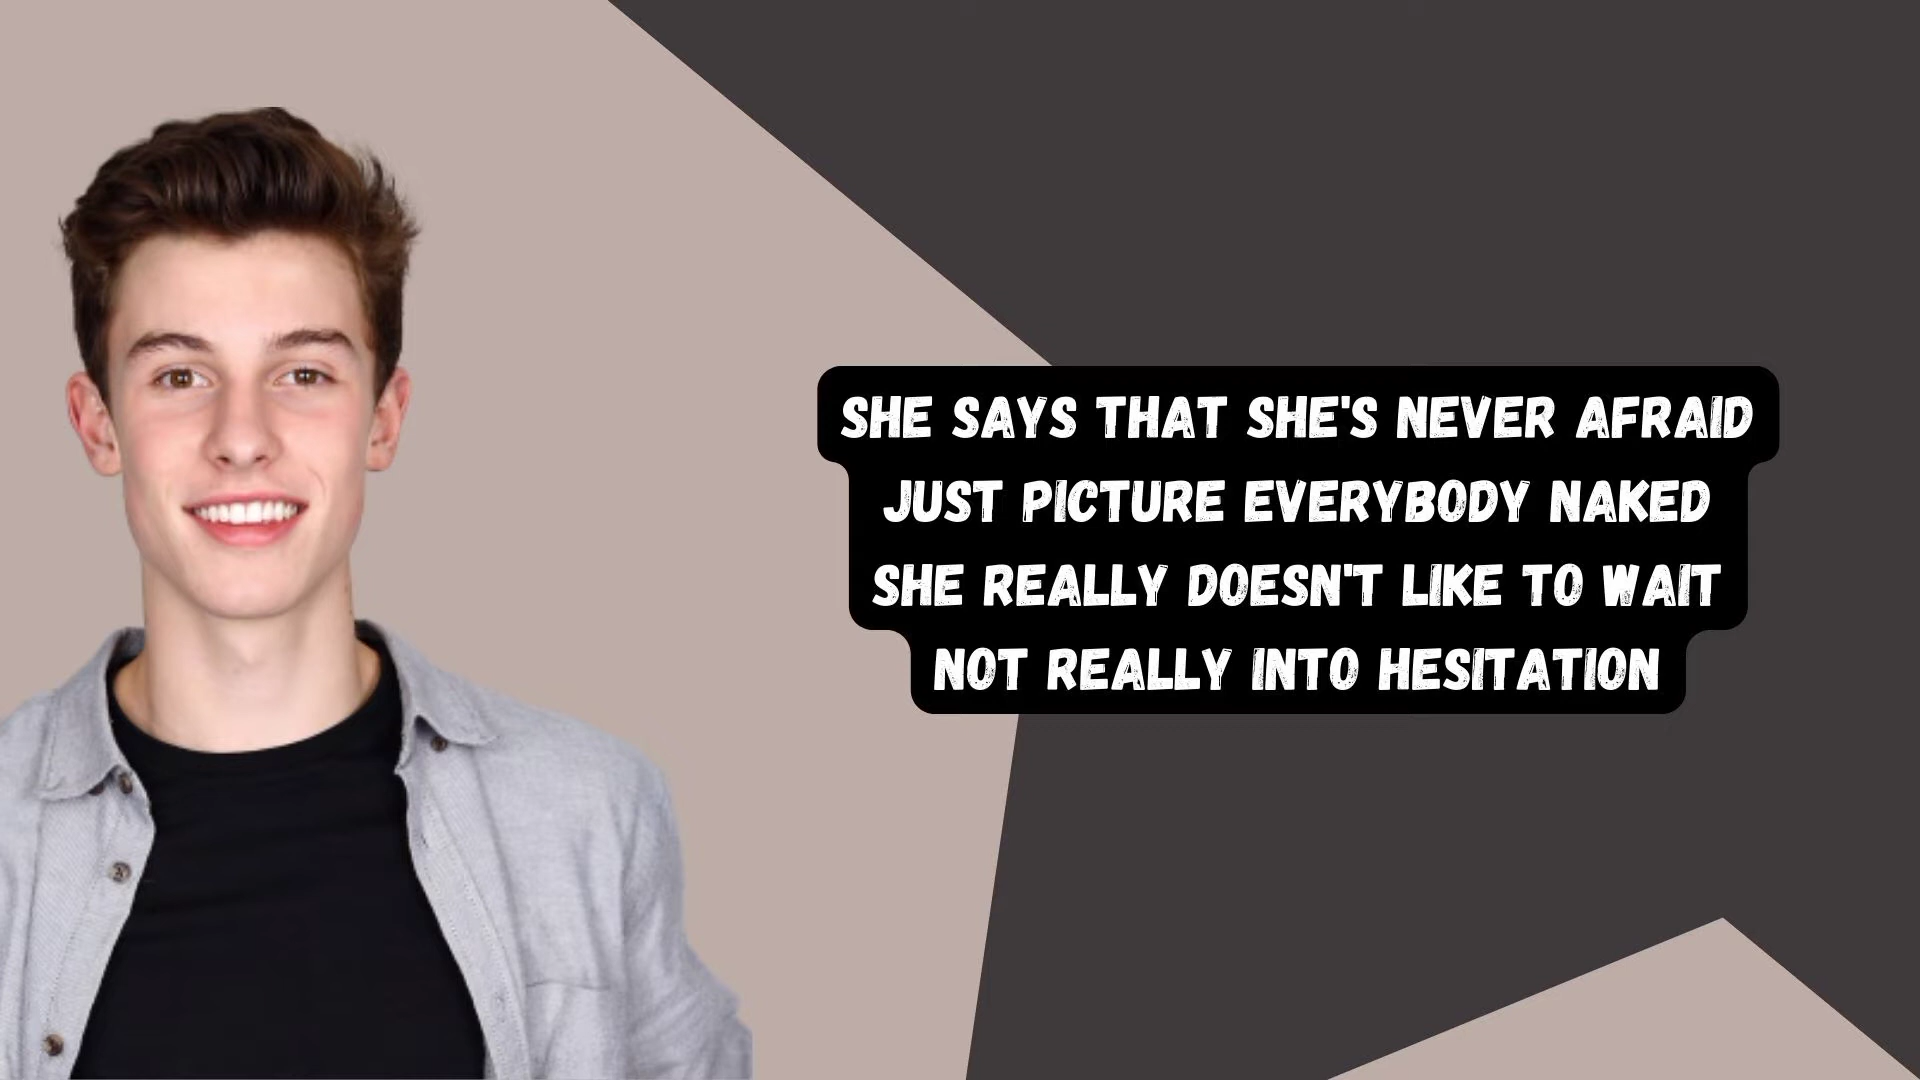 SHE SAYS THAT SHE'S NEVER AFRAID
JUST PICTURE EVERYBODY NAKED
SHE REALLY DOESN'T LIKE TO WAIT
NOT REALLY INTO HESITATION